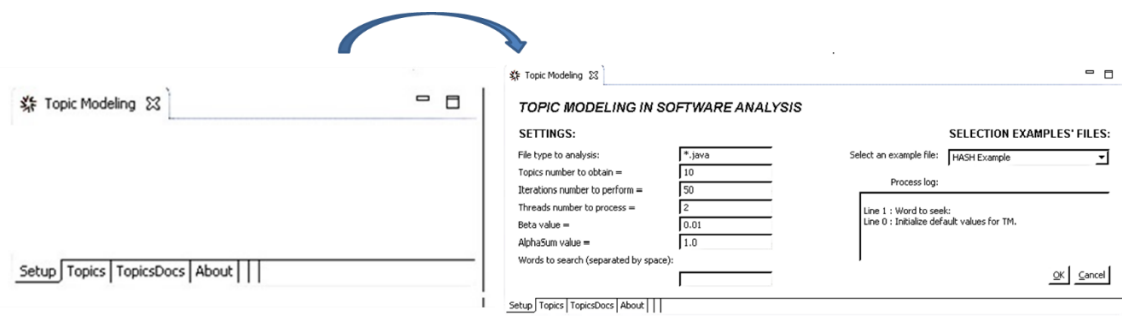 Topic Modeling
Setup Topics TopicsDocs About
Topic Modeling
TOPIC MODELING IN SOFTWARE ANALYSIS
SETTINGS:
File type to analysis: *.java
Topics number to obtain = 10
Iterations number to perform = 50
Threads number to process = 2
Beta value = 0.01
AlphaSum value = 1.0
Words to search (separated by space):
SELECTION EXAMPLES' FILES:
Select an example file: HASH Example
Process log:
Line 1 : Word to seek:
Line 0 : Initialize default values for TM.
OK Cancel
Setup Topics TopicsDocs About